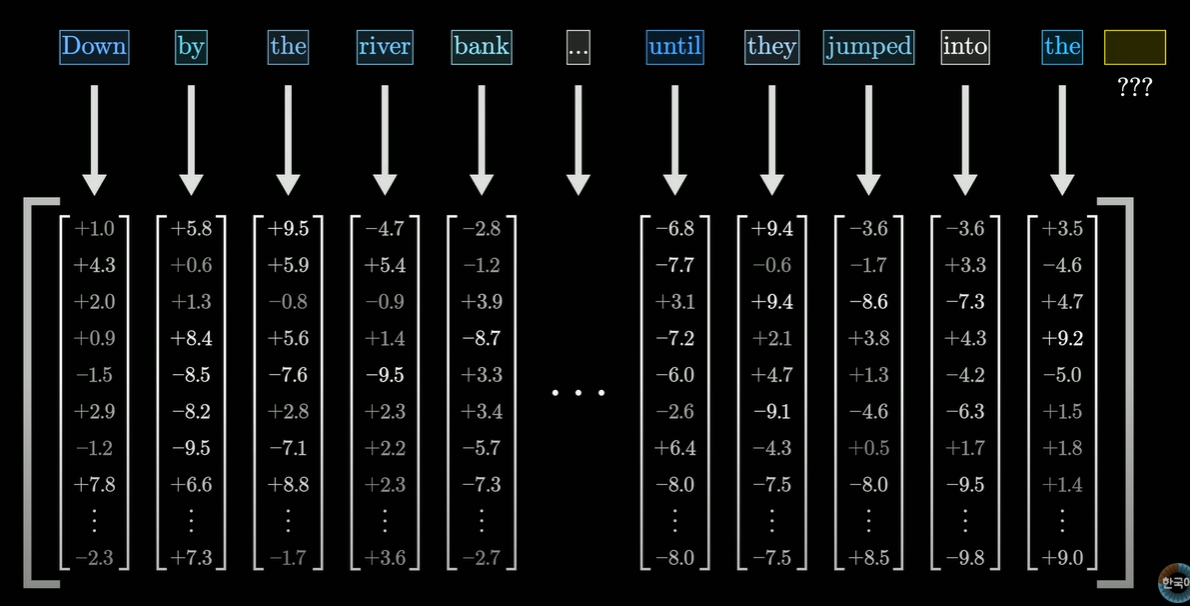 Down by the river bank ... until they jumped into the
???
+1.0 +5.8 +9.5 −4.7 −2.8 −6.8 +9.4 −3.6 −3.6 +3.5
+4.3 +0.6 +5.9 +5.4 −1.2 −7.7 −0.6 −1.7 +3.3 −4.6
+2.0 +1.3 −0.8 −0.9 +3.9 +3.1 +9.4 −8.6 −7.3 +4.7
+0.9 +8.4 +5.6 +1.4 −8.7 −7.2 +2.1 +3.8 +4.3 +9.2
−1.5 −8.5 −7.6 −9.5 +3.3 ... −6.0 +4.7 +1.3 −4.2 −5.0
+2.9 −8.2 +2.8 +2.3 +3.4 −2.6 −9.1 −4.6 −6.3 +1.5
−1.2 −9.5 −7.1 +2.2 −5.7 +6.4 −4.3 +0.5 +1.7 +1.8
+7.8 +6.6 +8.8 +2.3 −7.3 −8.0 −7.5 −8.0 −9.5 +1.4
⋮ ⋮ ⋮ ⋮ ⋮ ⋮ ⋮ ⋮ ⋮ ⋮
−2.3 +7.3 −1.7 +3.6 −2.7 −8.0 −7.5 +8.5 −9.8 +9.0